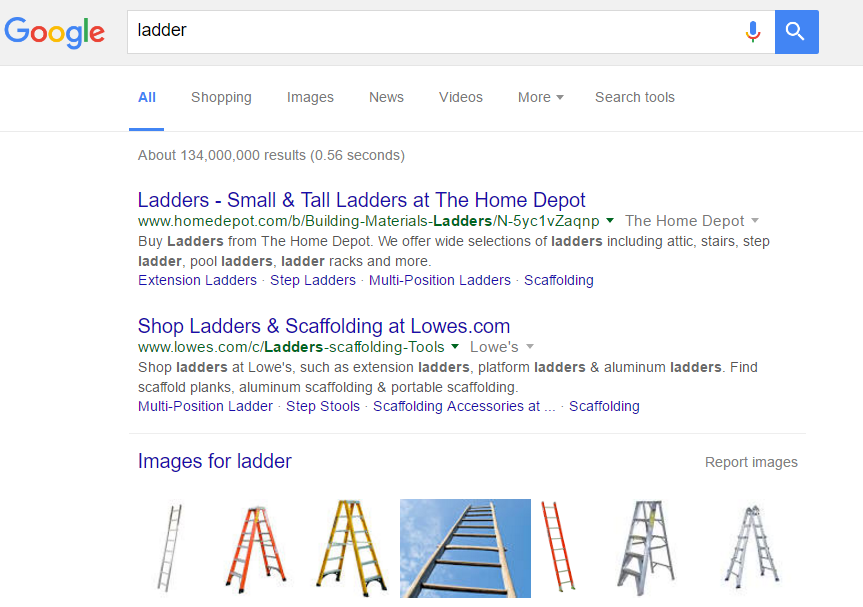 Google
ladder
All Shopping Images News Videos More Search tools
About 134,000,000 results (0.56 seconds)
Ladders - Small & Tall Ladders at The Home Depot
www.homedepot.com/b/Building-Materials-Ladders/N-5yc1vZaqnp The Home Depot
Buy Ladders from The Home Depot. We offer wide selections of ladders including attic, stairs, step
ladder, pool ladders, ladder racks and more.
Extension Ladders · Step Ladders · Multi-Position Ladders · Scaffolding
Shop Ladders & Scaffolding at Lowes.com
www.lowes.com/c/Ladders-scaffolding-Tools Lowe's
Shop ladders at Lowe's, such as extension ladders, platform ladders & aluminum ladders. Find
scaffold planks, aluminum scaffolding & portable scaffolding.
Multi-Position Ladder · Step Stools · Scaffolding Accessories at ... · Scaffolding
Images for ladder Report images